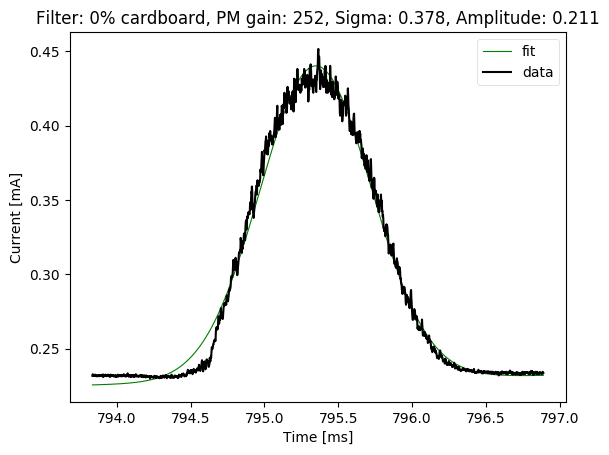 Filter: 0% cardboard, PM gain: 252, Sigma: 0.378, Amplitude: 0.211
fit
data
0.45
0.40
0.35
0.30
0.25
Current [mA]
794.0 794.5 795.0 795.5 796.0 796.5 797.0
Time [ms]